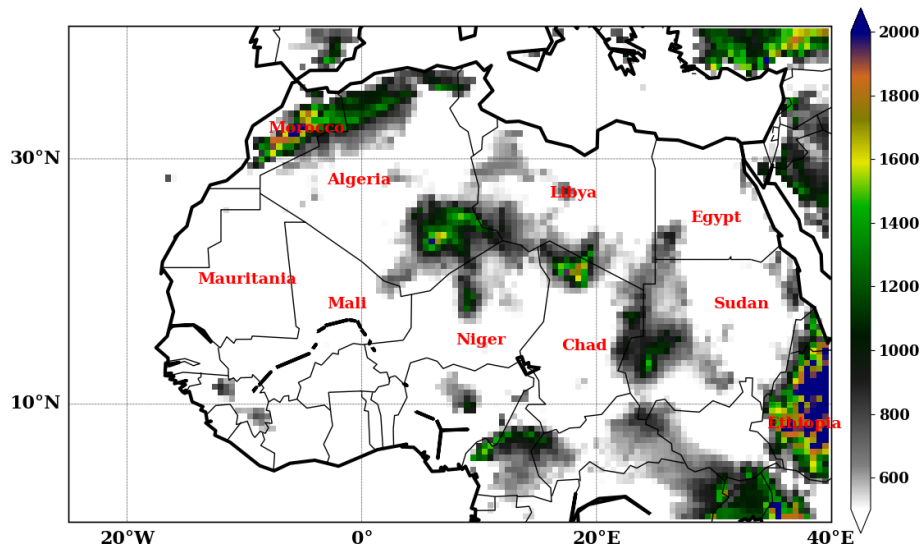 2000
1800
Morocco
1600
30°N
Algeria
Libya
Egypt
1400
Mauritania
Mali
Sudan
1200
Niger
Chad
1000
10°N
Ethiopia
800
600
20°W
0°
20°E
40°E